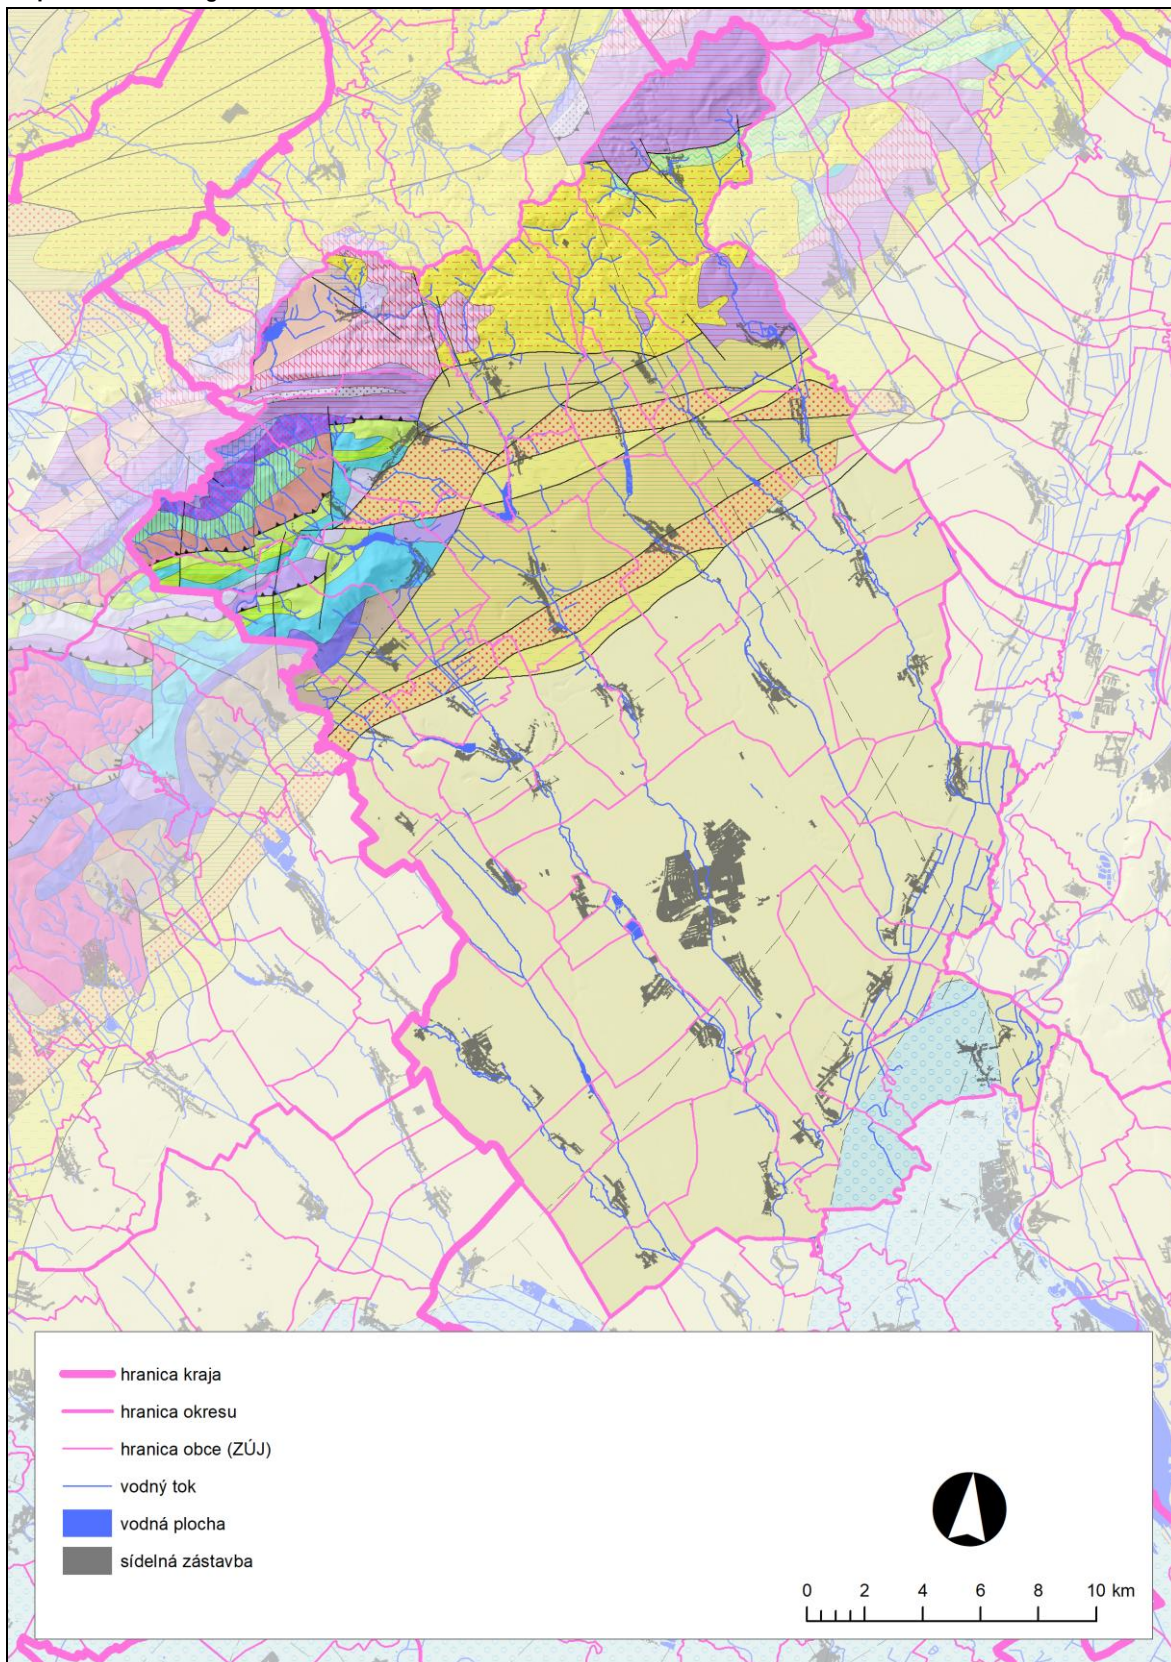 hranica kraja
hranica okresu
hranica obce (ZÚJ)
vodný tok
vodná plocha
sídelná zástavba
0 2 4 6 8 10 km